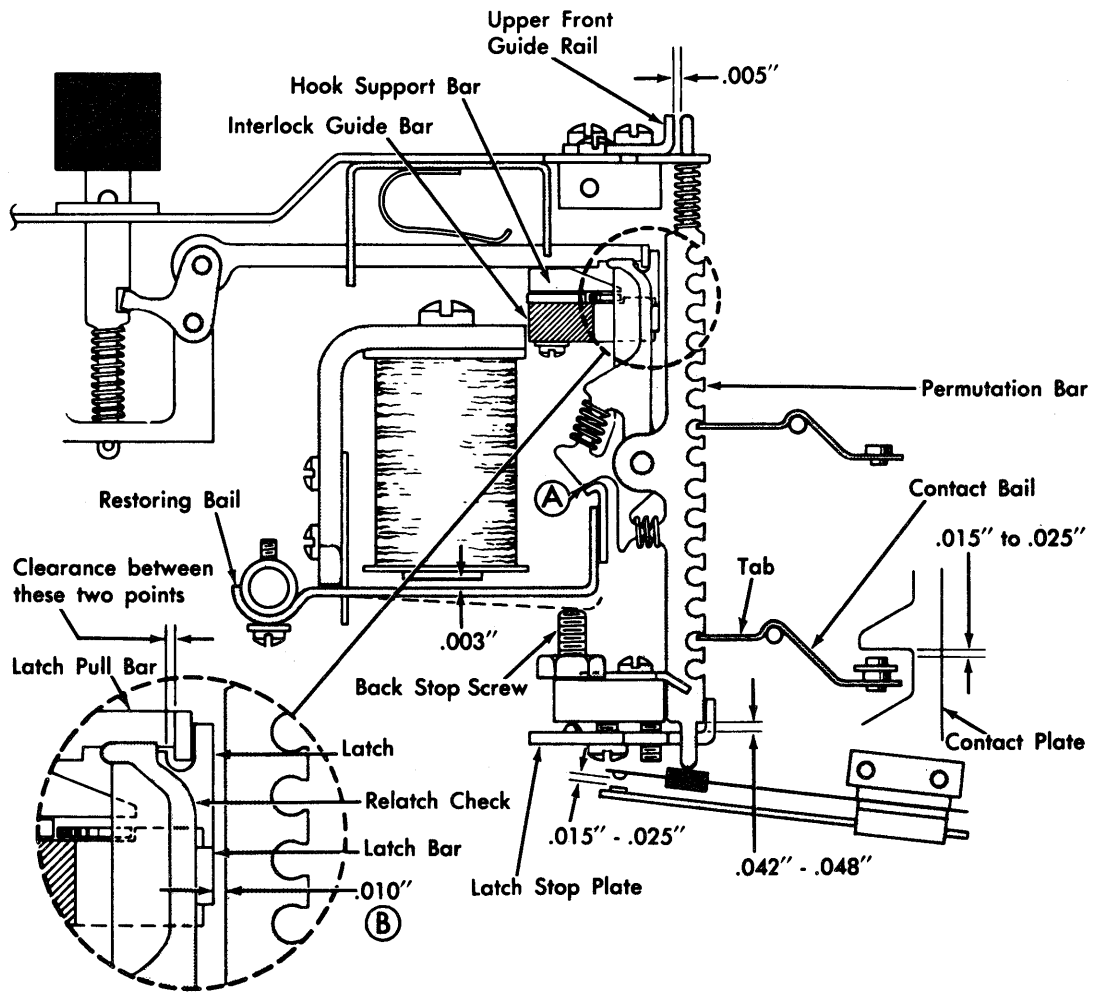 Upper Front
Guide Rail
.005"
Hook Support Bar
Interlock Guide Bar
Permutation Bar
A
Restoring Bail
Contact Bail
.015" to .025"
Clearance between
these two points
Tab
.003"
Latch Pull Bar
Back Stop Screw
Contact Plate
Latch
Relatch Check
.015" - .025"
Latch Bar
.042" - .048"
Latch Stop Plate
.010"
B